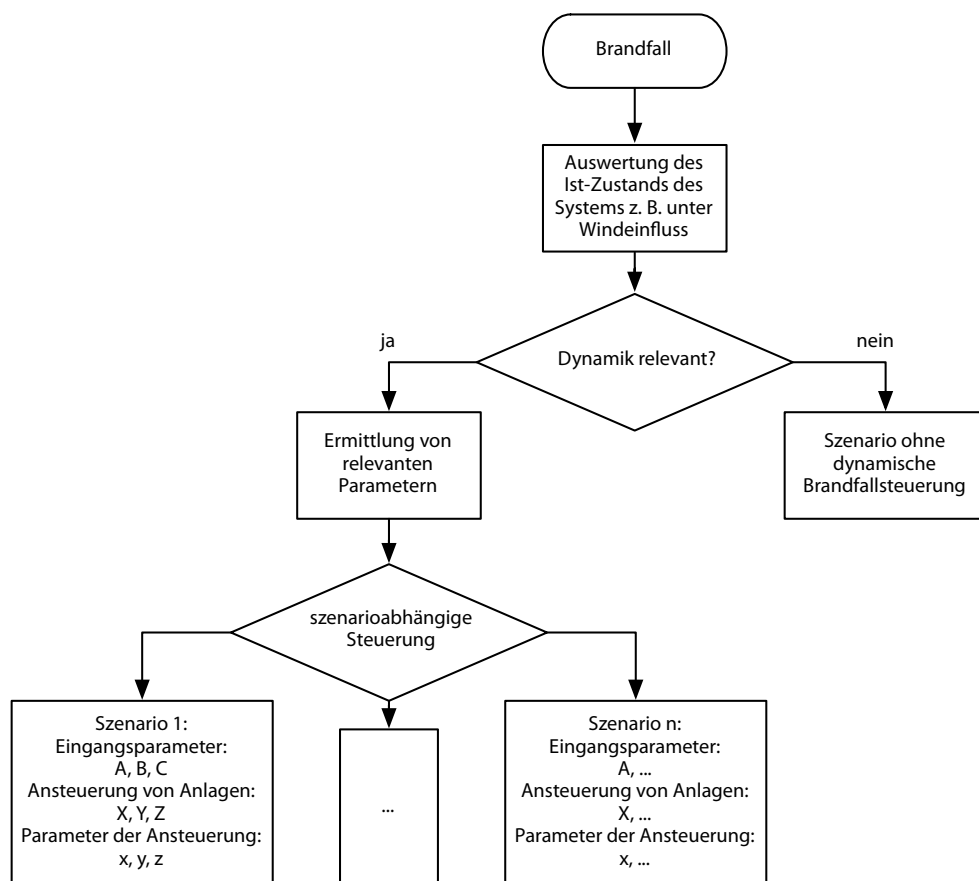 Brandfall
Auswertung des
Ist-Zustands des
Systems z. B. unter
Windeinfluss
ja
nein
Dynamik relevant?
Ermittlung von
relevanten
Parametern
Szenario ohne
dynamische
Brandfallsteuerung
szenarioabhängige
Steuerung
Szenario 1:
Eingangsparameter:
A, B, C
Ansteuerung von Anlagen:
X, Y, Z
Parameter der Ansteuerung:
x, y, z
...
Szenario n:
Eingangsparameter:
A, ...
Ansteuerung von Anlagen:
X, ...
Parameter der Ansteuerung:
x, ...